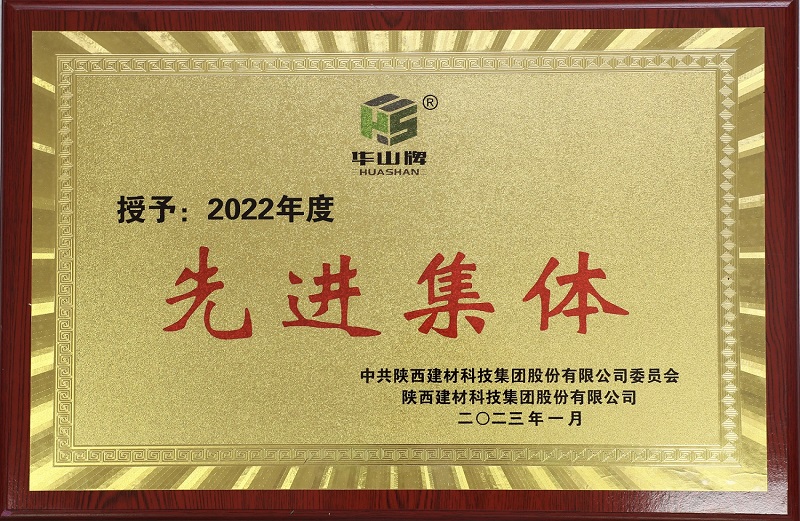 HS®
华山牌
HUASHAN
授予：2022年度
先进集体
中共陕西建材科技集团股份有限公司委员会
陕西建材科技集团股份有限公司
二〇二三年一月